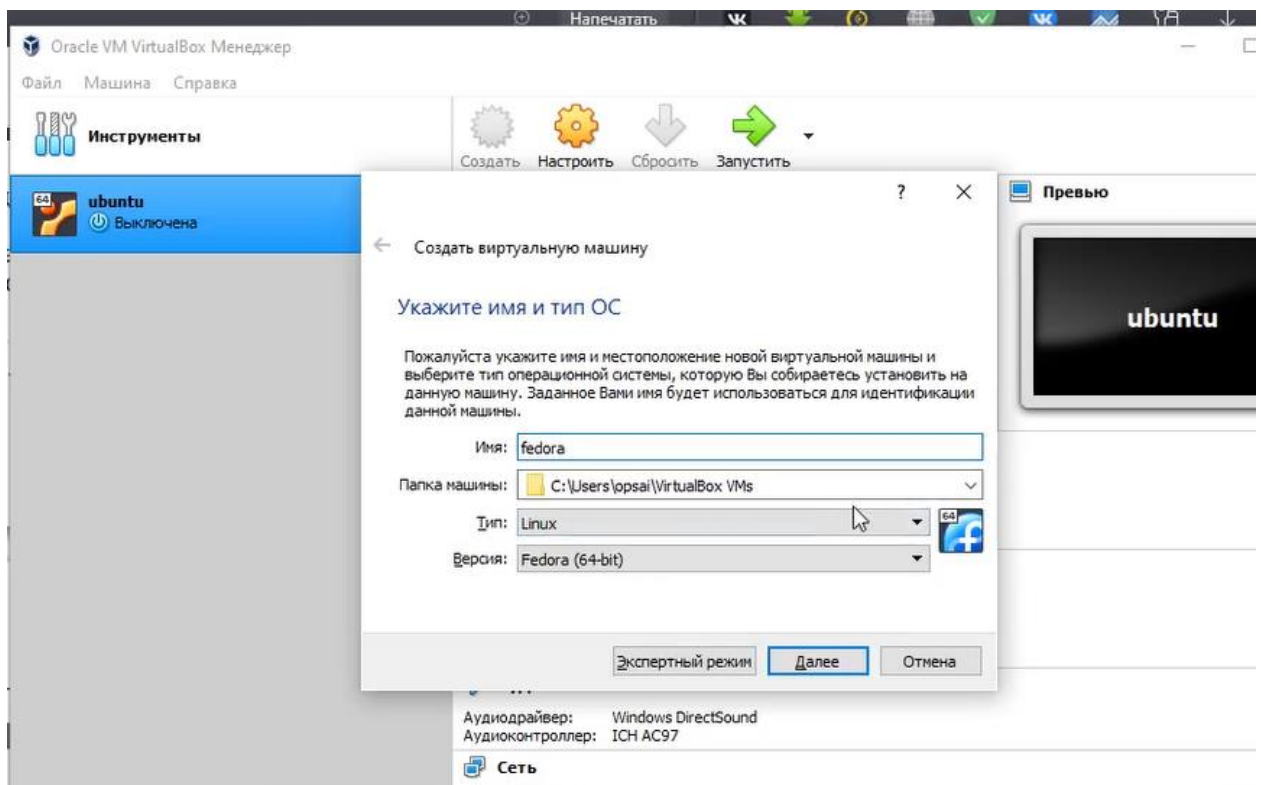 Напечатать
Oracle VM VirtualBox Менеджер
Файл Машина Справка
Инструменты
Создать Настроить Сбросить Запустить
64
ubuntu
Выключена
? 
Превью
ubuntu
Создать виртуальную машину
Укажите имя и тип ОС
Пожалуйста укажите имя и местоположение новой виртуальной машины и
выберите тип операционной системы, которую Вы собираетесь установить на
данную машину. Заданное Вами имя будет использоваться для идентификации
данной машины.
Имя: fedora
Папка машины: C:\Users\opsai\VirtualBox VMs
Тип: Linux
64
Версия: Fedora (64-bit)
Экспертный режим Далее Отмена
Аудиодрайвер: Windows DirectSound
Аудиоконтроллер: ICH AC97
Сеть